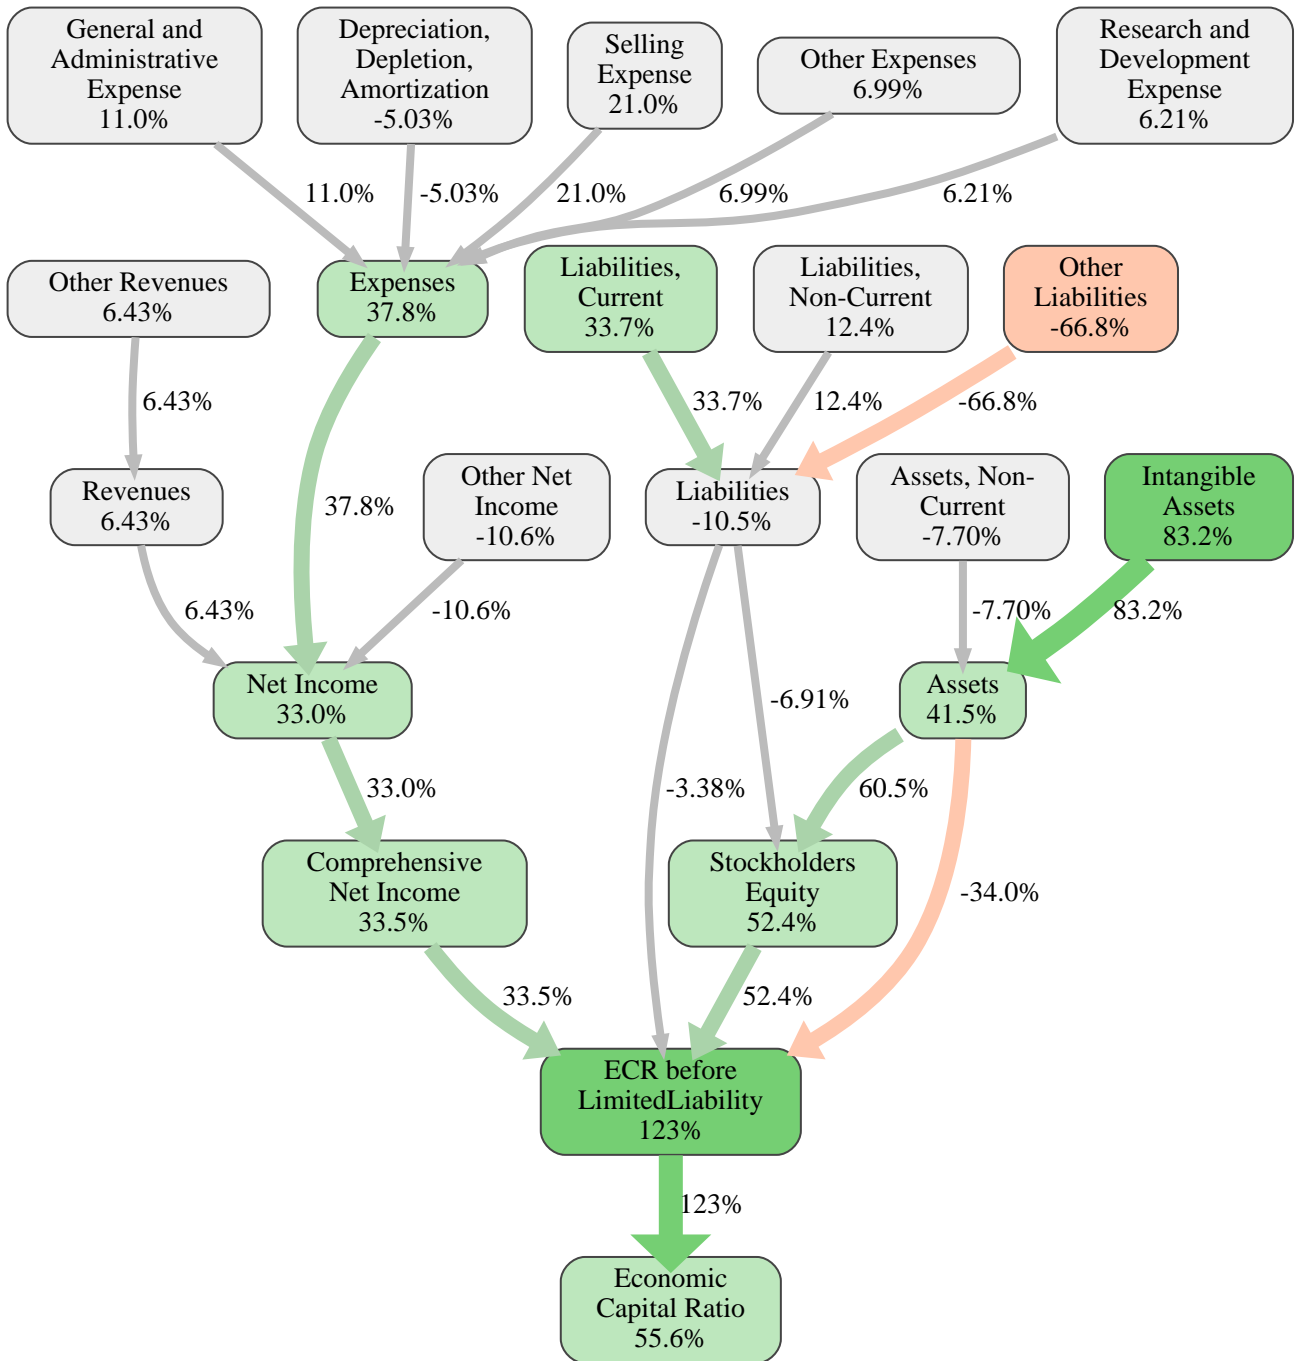 General and
Administrative
Expense
11.0%
Depreciation,
Depletion,
Amortization
-5.03%
Selling
Expense
21.0%
Other Expenses
6.99%
Research and
Development
Expense
6.21%
11.0%
-5.03%
21.0%
6.99%
6.21%
Other Revenues
6.43%
Expenses
37.8%
Liabilities,
Current
33.7%
Liabilities,
Non-Current
12.4%
Other
Liabilities
-66.8%
6.43%
33.7%
12.4%
-66.8%
Revenues
6.43%
37.8%
Other Net
Income
-10.6%
Liabilities
-10.5%
Assets, Non-
Current
-7.70%
Intangible
Assets
83.2%
6.43%
-10.6%
-7.70%
83.2%
Net Income
33.0%
-6.91%
Assets
41.5%
33.0%
-3.38%
60.5%
Comprehensive
Net Income
33.5%
Stockholders
Equity
52.4%
-34.0%
33.5%
52.4%
ECR before
LimitedLiability
123%
123%
Economic
Capital Ratio
55.6%